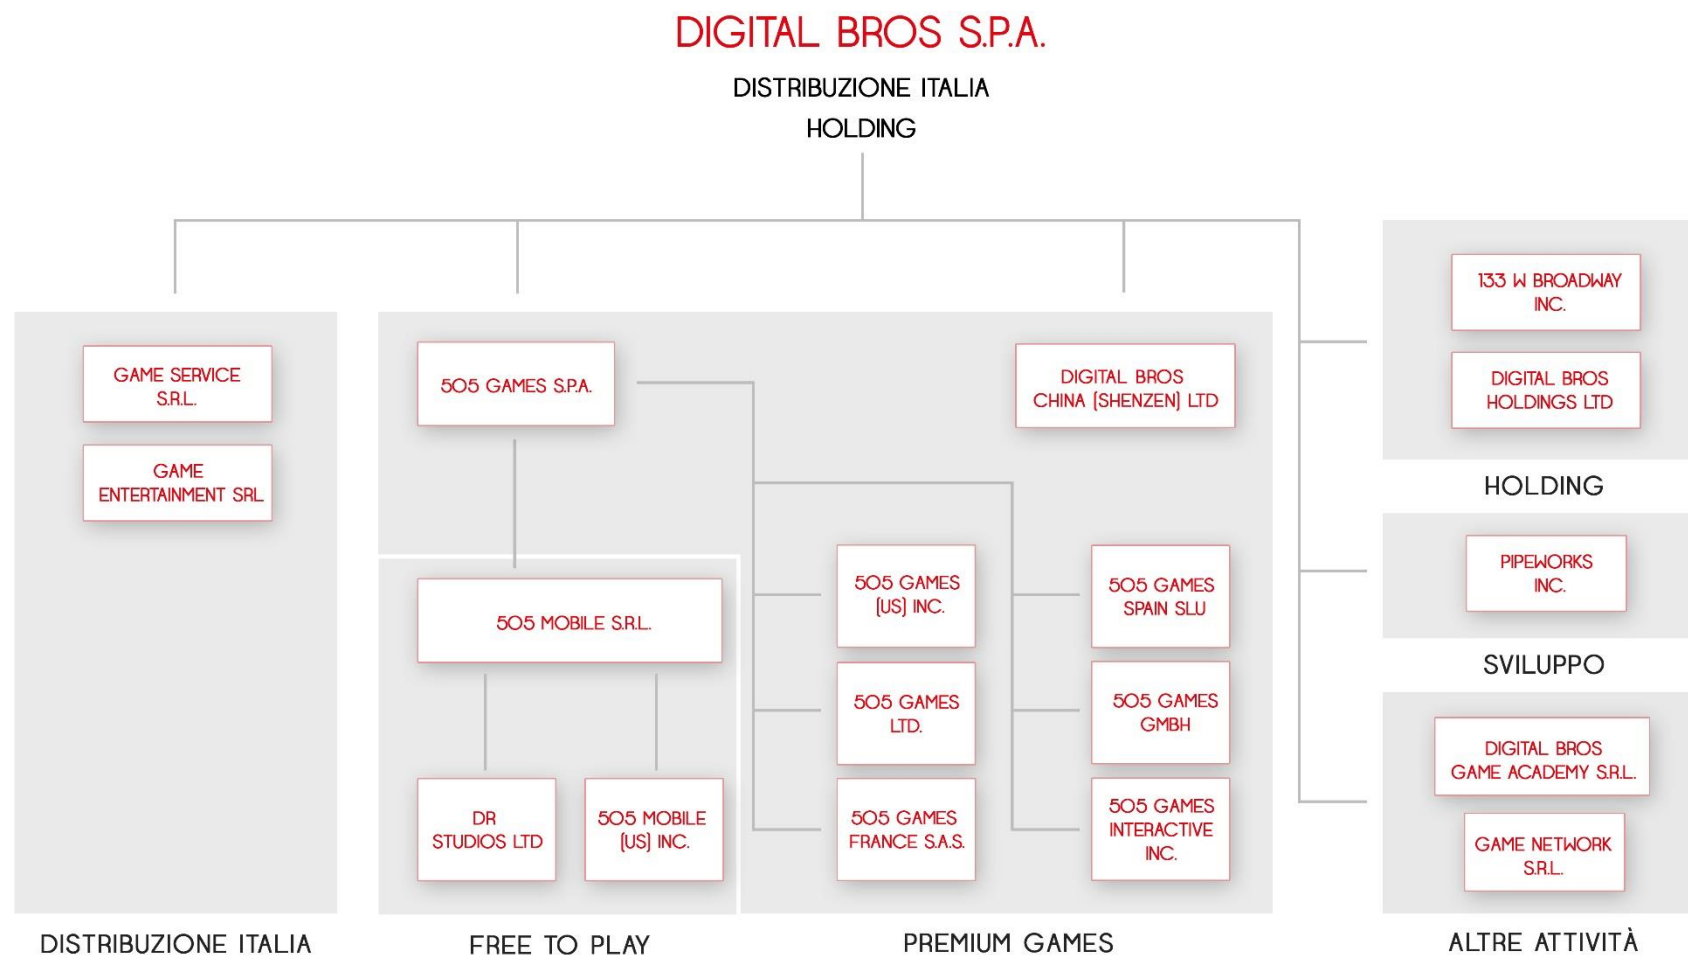 DIGITAL BROS S.P.A.
DISTRIBUZIONE ITALIA
HOLDING
GAME SERVICE
S.R.L.
GAME
ENTERTAINMENT SRL
DISTRIBUZIONE ITALIA
505 GAMES S.P.A.
DIGITAL BROS
CHINA (SHENZEN) LTD
505 MOBILE S.R.L.
DR
STUDIOS LTD
505 MOBILE
(US) INC.
FREE TO PLAY
505 GAMES
(US) INC.
505 GAMES
LTD.
505 GAMES
FRANCE S.A.S.
505 GAMES
SPAIN SLU
505 GAMES
GMBH
505 GAMES
INTERACTIVE
INC.
PREMIUM GAMES
133 W BROADWAY
INC.
DIGITAL BROS
HOLDINGS LTD
HOLDING
PIPEWORKS
INC.
SVILUPPO
DIGITAL BROS
GAME ACADEMY S.R.L.
GAME NETWORK
S.R.L.
ALTRE ATTIVITÀ